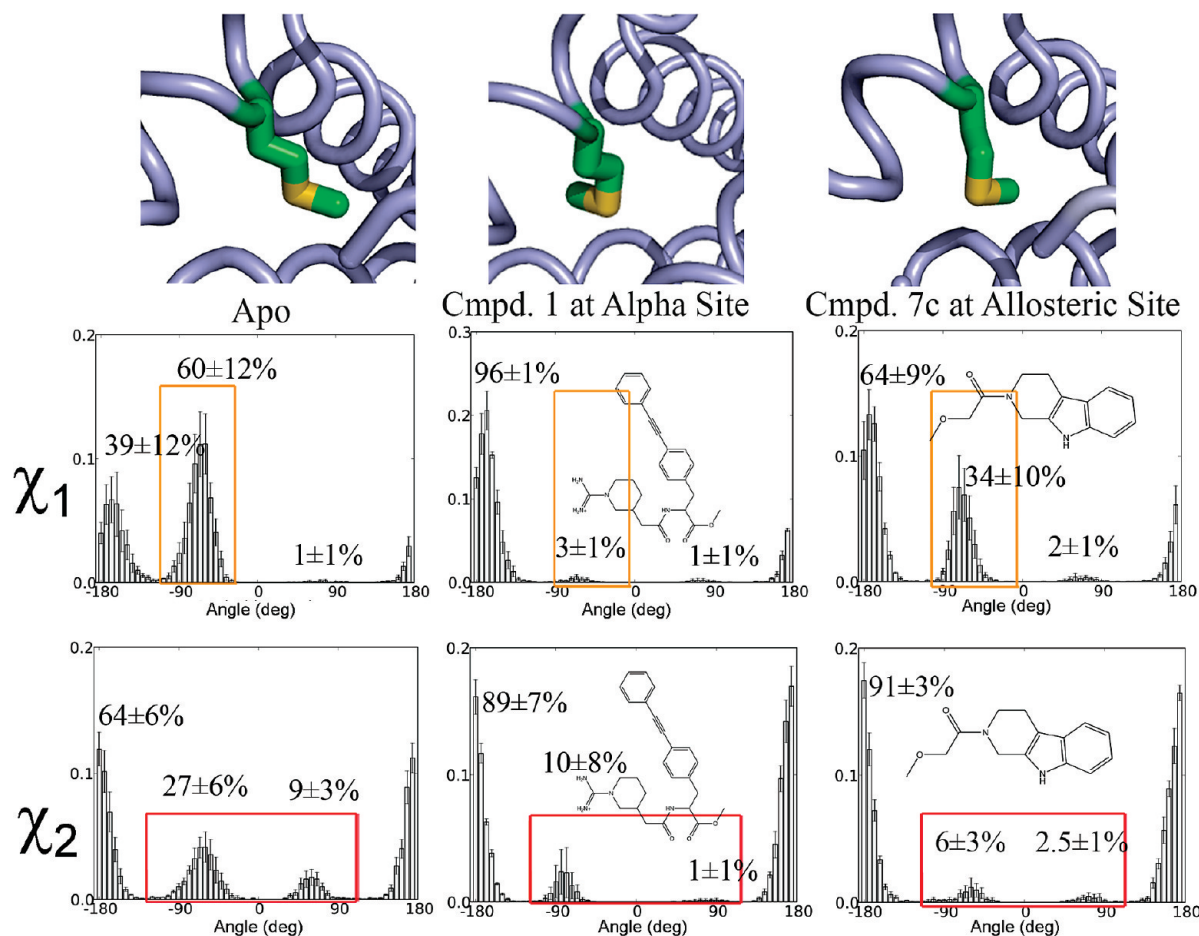 Apo
Cmpd. 1 at Alpha Site
Cmpd. 7c at Allosteric Site
χ1
0.2
0.1
0.0
60±12%
39±12%
1±1%
-180 -90 0 90 180
Angle (deg)
0.3
0.2
0.1
0.0
96±1%
3±1%
1±1%
H2N
NH2+
N
NH
O
O
O
-180 -90 0 90 180
Angle (deg)
0.2
0.1
0.0
64±9%
34±10%
2±1%
O
N
O
NH
-180 -90 0 90 180
Angle (deg)
χ2
0.2
0.1
0.0
64±6%
27±6%
9±3%
-180 -90 0 90 180
Angle (deg)
0.2
0.1
0.0
89±7%
10±8%
1±1%
N
O
O
O
-180 -90 0 90 180
Angle (deg)
0.2
0.1
0.0
91±3%
6±3%
2.5±1%
O
N
O
NH
-180 -90 0 90 180
Angle (deg)